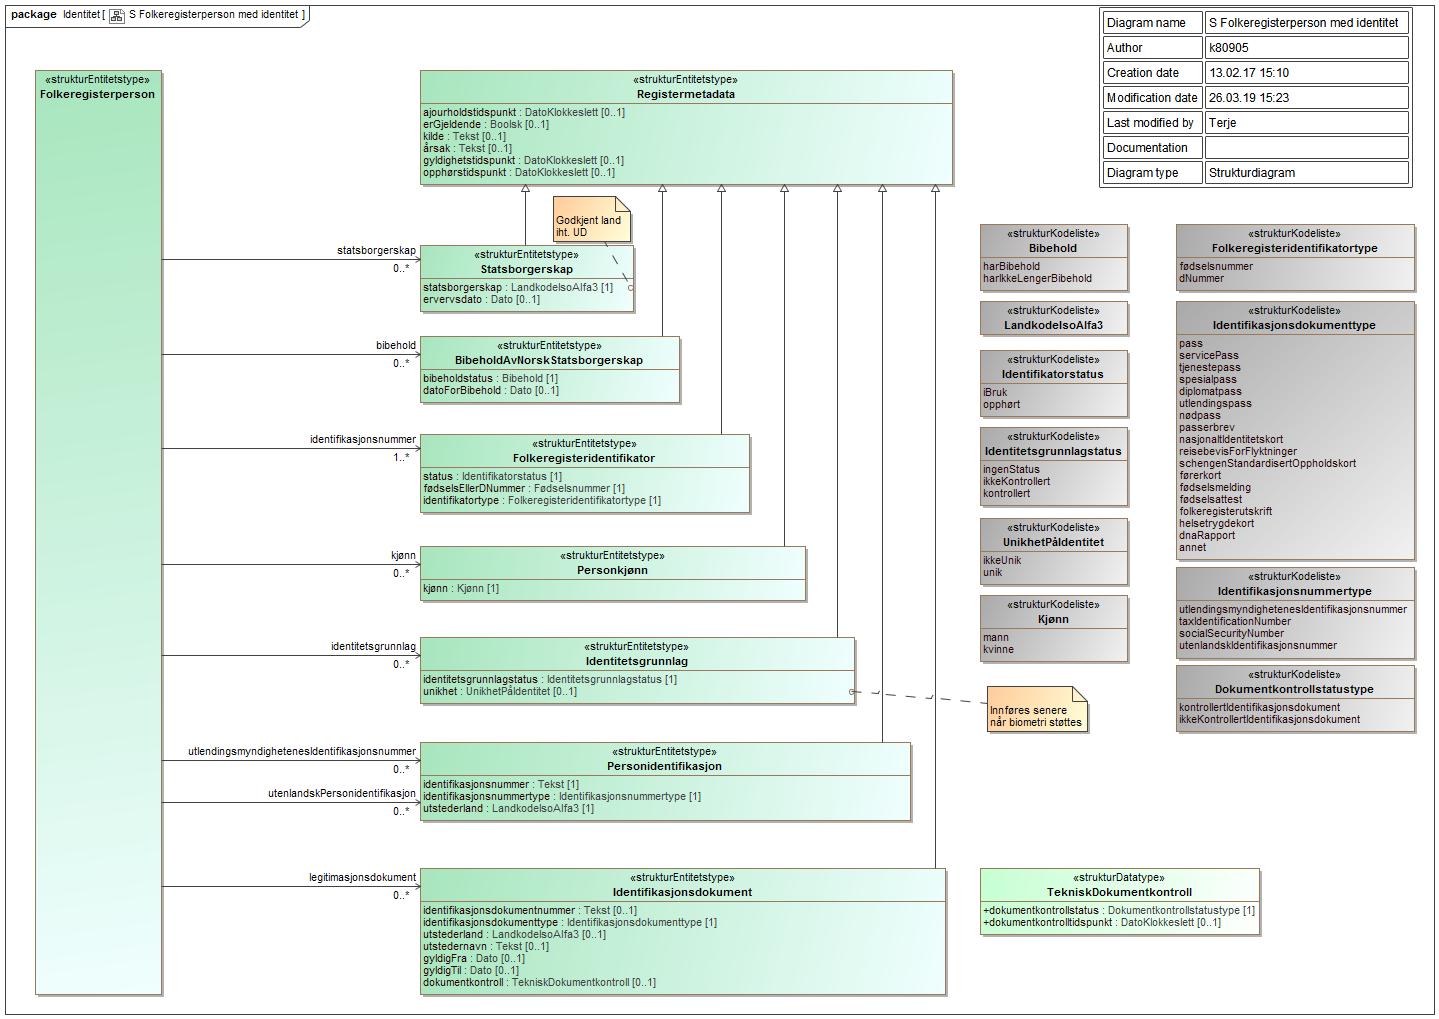 package Identitet [ S Folkeregisterperson med identitet ]
Diagram name S Folkeregisterperson med identitet
Author k80905
Creation date 13.02.17 15:10
Modification date 26.03.19 15:23
Last modified by Terje
Documentation
Diagram type Strukturdiagram
«strukturEntitetstype»
Folkeregisterperson
«strukturEntitetstype»
Registermetadata
ajourholdstidspunkt : DatoKlokkeslett [0..1]
erGjeldende : Boolsk [0..1]
kilde : Tekst [0..1]
årsak : Tekst [0..1]
gyldighetstidspunkt : DatoKlokkeslett [0..1]
opphørstidspunkt : DatoKlokkeslett [0..1]
Godkjent land
iht. UD
statsborgerskap
0..*
«strukturEntitetstype»
Statsborgerskap
statsborgerskap : LandkodeIsoAlfa3 [1]
ervervsdato : Dato [0..1]
bibehold
0..*
«strukturEntitetstype»
BibeholdAvNorskStatsborgerskap
bibeholdstatus : Bibehold [1]
datoForBibehold : Dato [0..1]
identifikasjonsnummer
1..*
«strukturEntitetstype»
Folkeregisteridentifikator
status : Identifikatorstatus [1]
fødselsEllerDNummer : Fødselsnummer [1]
identifikatortype : Folkeregisteridentifikatortype [1]
kjønn
0..*
«strukturEntitetstype»
Personkjønn
kjønn : Kjønn [1]
identitetsgrunnlag
0..*
«strukturEntitetstype»
Identitetsgrunnlag
identitetsgrunnlagstatus : Identitetsgrunnlagstatus [1]
unikhet : UnikhetPåIdentitet [0..1]
Innføres senere
når biometri støttes
utlendingsmyndighetenesIdentifikasjonsnummer
0..*
utenlandskPersonidentifikasjon
0..*
«strukturEntitetstype»
Personidentifikasjon
identifikasjonsnummer : Tekst [1]
identifikasjonsnummertype : Identifikasjonsnummertype [1]
utstederland : LandkodeIsoAlfa3 [1]
legitimasjonsdokument
0..*
«strukturEntitetstype»
Identifikasjonsdokument
identifikasjonsdokumentnummer : Tekst [0..1]
identifikasjonsdokumenttype : Identifikasjonsdokumenttype [1]
utstederland : LandkodeIsoAlfa3 [0..1]
utstedernavn : Tekst [0..1]
gyldigFra : Dato [0..1]
gyldigTil : Dato [0..1]
dokumentkontroll : TekniskDokumentkontroll [0..1]
«strukturKodeliste»
Bibehold
harBibehold
harIkkeLengerBibehold
«strukturKodeliste»
LandkodeIsoAlfa3
«strukturKodeliste»
Identifikatorstatus
iBruk
opphørt
«strukturKodeliste»
Identitetsgrunnlagstatus
ingenStatus
ikkeKontrollert
kontrollert
«strukturKodeliste»
UnikhetPåIdentitet
ikkeUnik
unik
«strukturKodeliste»
Kjønn
mann
kvinne
«strukturKodeliste»
Folkeregisteridentifikatortype
fødselsnummer
dNummer
«strukturKodeliste»
Identifikasjonsdokumenttype
pass
servicePass
tjenestepass
spesialpass
diplomatpass
utlendingspass
nødpass
passerbrev
nasjonaltIdentitetskort
reisebevisForFlyktninger
schengenStandardisertOppholdskort
førerkort
fødselsmelding
fødselsattest
folkeregisterutskrift
helsetrygdekort
dnaRapport
annet
«strukturKodeliste»
Identifikasjonsnummertype
utlendingsmyndighetenesIdentifikasjonsnummer
taxIdentificationNumber
socialSecurityNumber
utenlandskIdentifikasjonsnummer
«strukturKodeliste»
Dokumentkontrollstatustype
kontrollertIdentifikasjonsdokument
ikkeKontrollertIdentifikasjonsdokument
«strukturDatatype»
TekniskDokumentkontroll
+dokumentkontrollstatus : Dokumentkontrollstatustype [1]
+dokumentkontrolltidspunkt : DatoKlokkeslett [0..1]